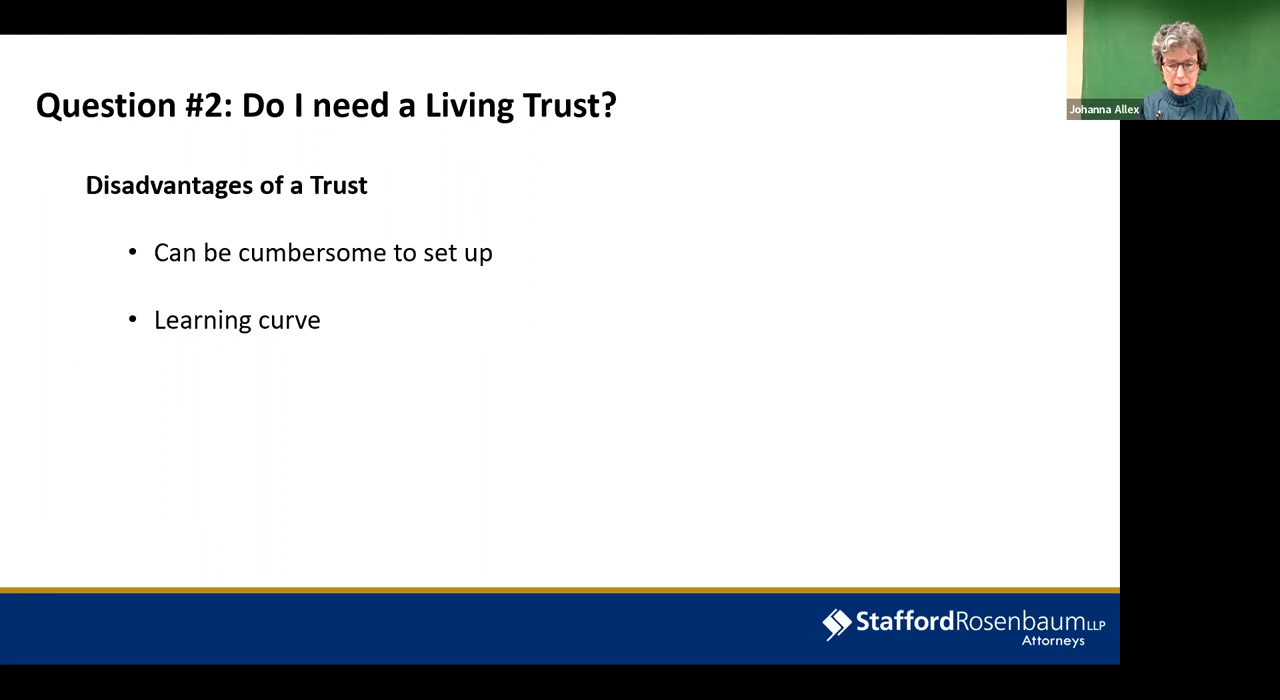 Question #2: Do I need a Living Trust?
Johanna Allex
Disadvantages of a Trust
• Can be cumbersome to set up
• Learning curve
StaffordRosenbaum LLP
Attorneys